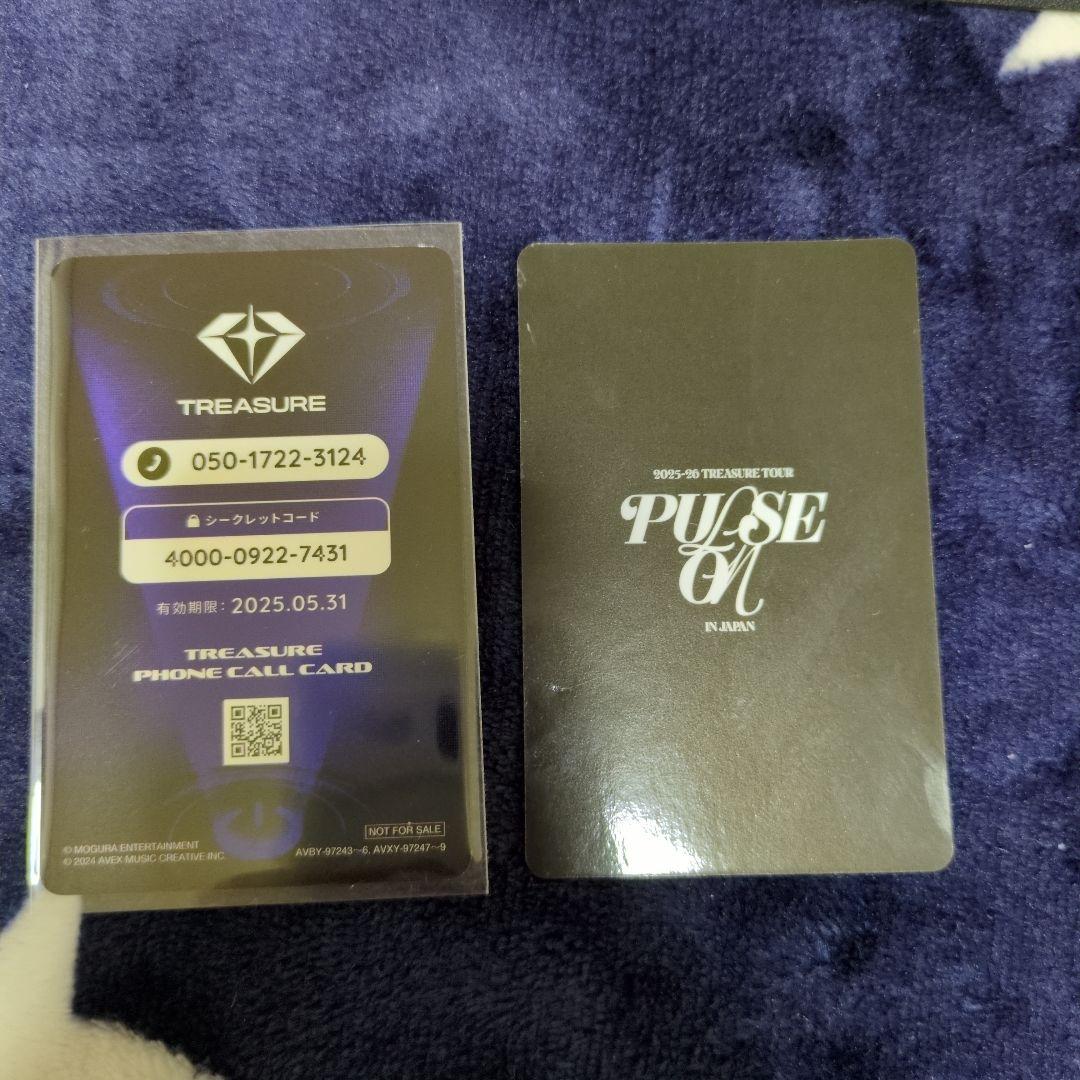 TREASURE
050-1722-3124
シークレットコード
4000-0922-7431
有効期限: 2025.05.31
TREASURE
PHONE CALL CARD
NOT FOR SALE
© MOGURA ENTERTAINMENT
© 2024 AVEX MUSIC CREATIVE INC.
AVBY-97243~6, AVXY-97247~9
2025-26 TREASURE TOUR
PULSE
ON
IN JAPAN